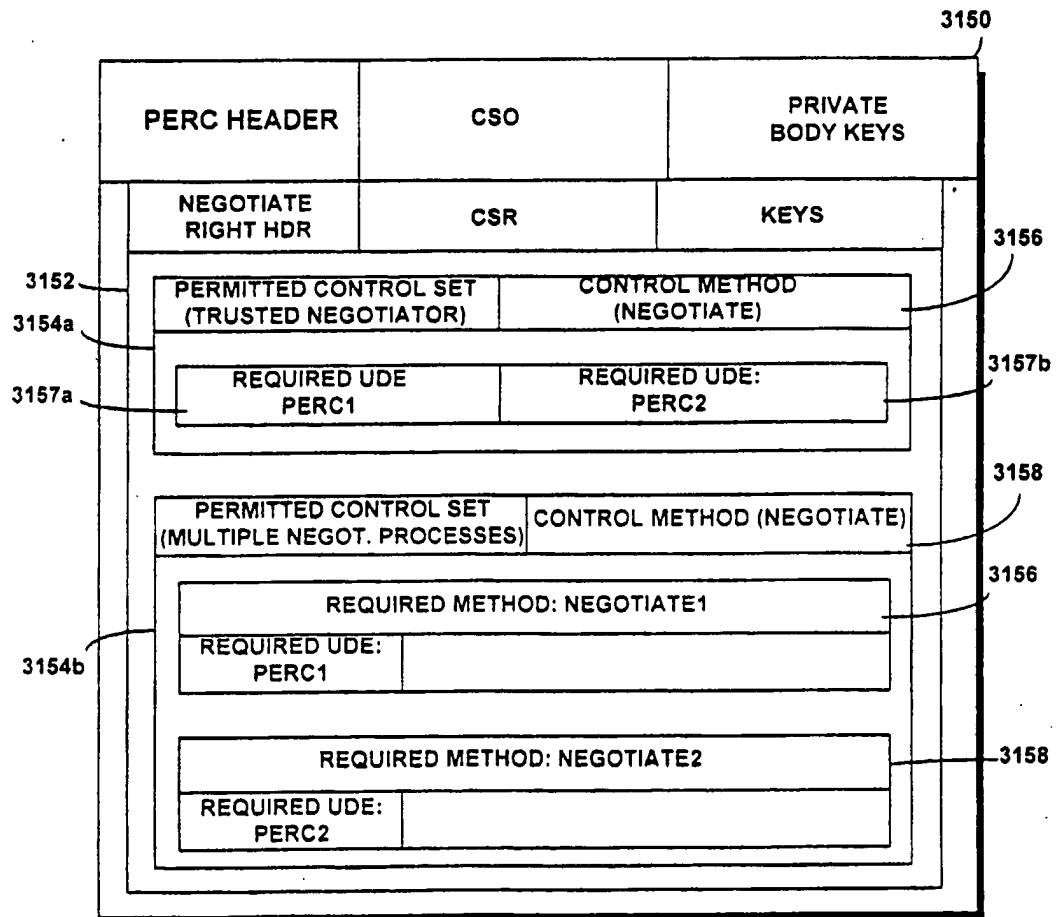 3150
PERC HEADER
CSO
PRIVATE
BODY KEYS
NEGOTIATE
RIGHT HDR
CSR
KEYS
3156
3152
PERMITTED CONTROL SET
(TRUSTED NEGOTIATOR)
CONTROL METHOD
(NEGOTIATE)
3154a
3157a
REQUIRED UDE
PERC1
REQUIRED UDE:
PERC2
3157b
3158
PERMITTED CONTROL SET
(MULTIPLE NEGOT. PROCESSES)
CONTROL METHOD (NEGOTIATE)
3156
REQUIRED METHOD: NEGOTIATE1
3154b
REQUIRED UDE:
PERC1
REQUIRED METHOD: NEGOTIATE2
3158
REQUIRED UDE:
PERC2